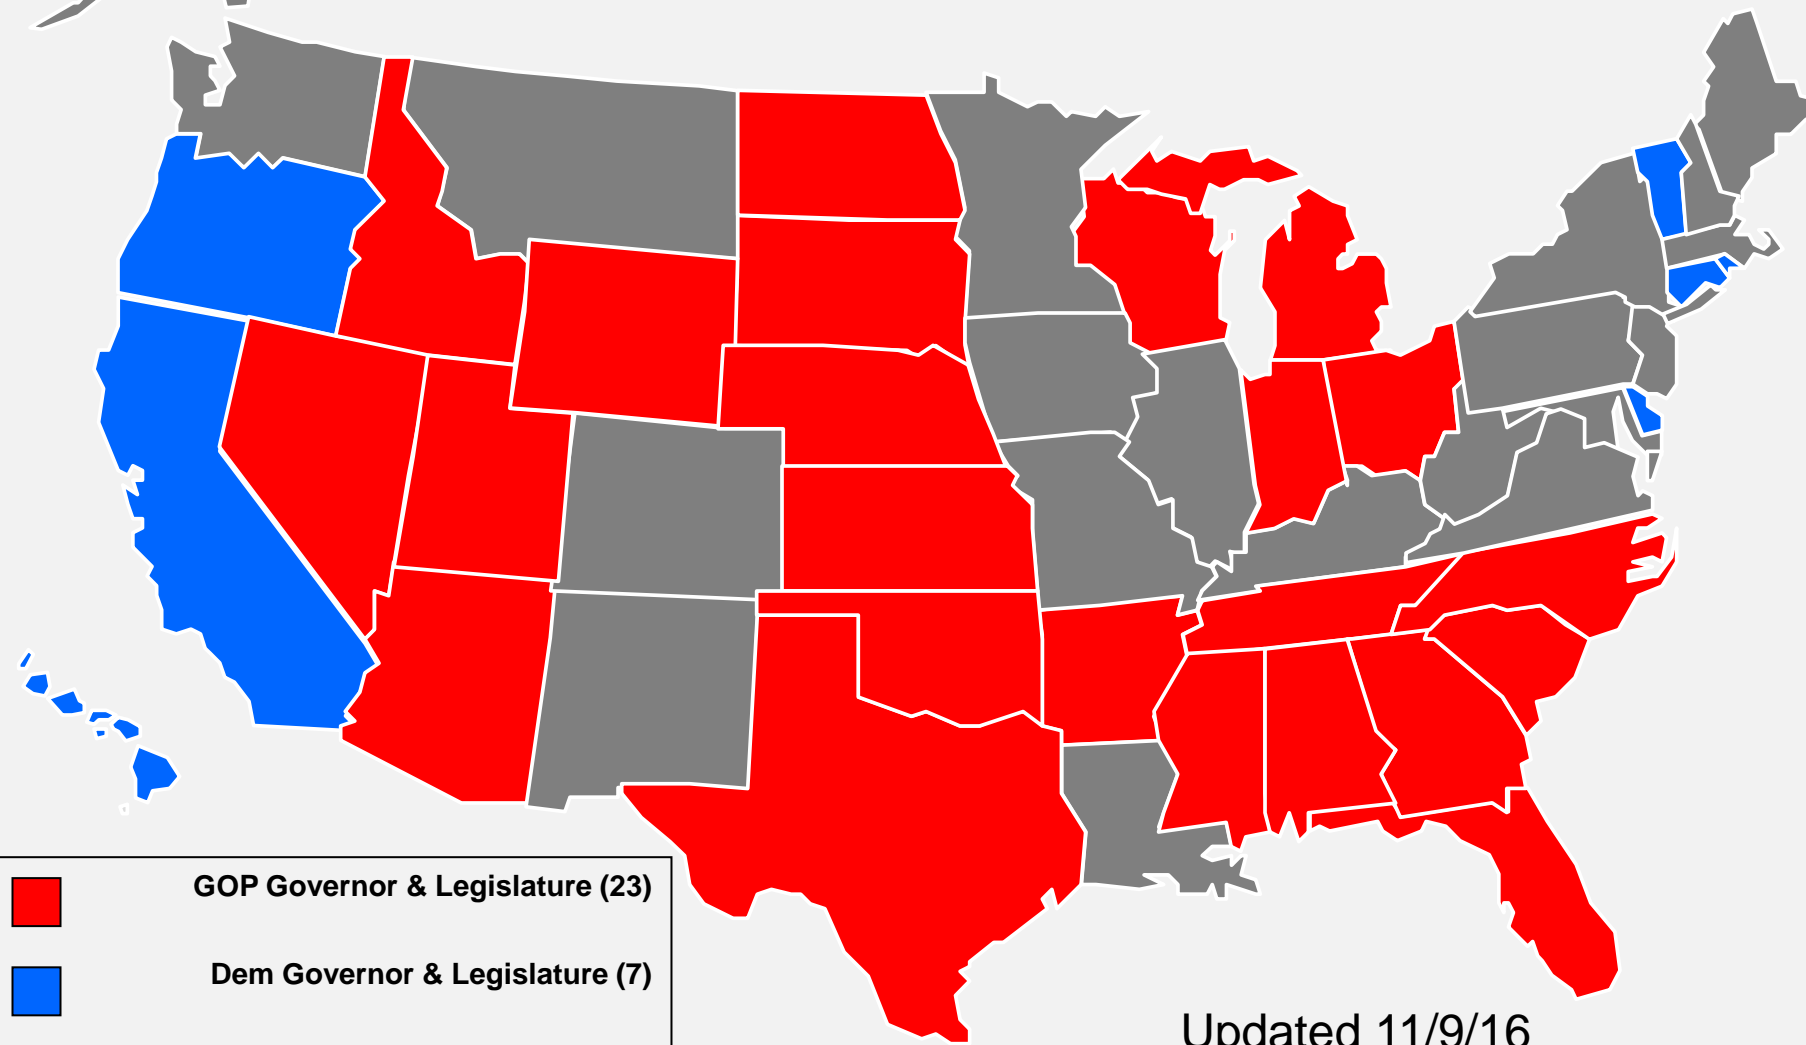 GOP Governor & Legislature (23)
Dem Governor & Legislature (7)
Updated 11/9/16